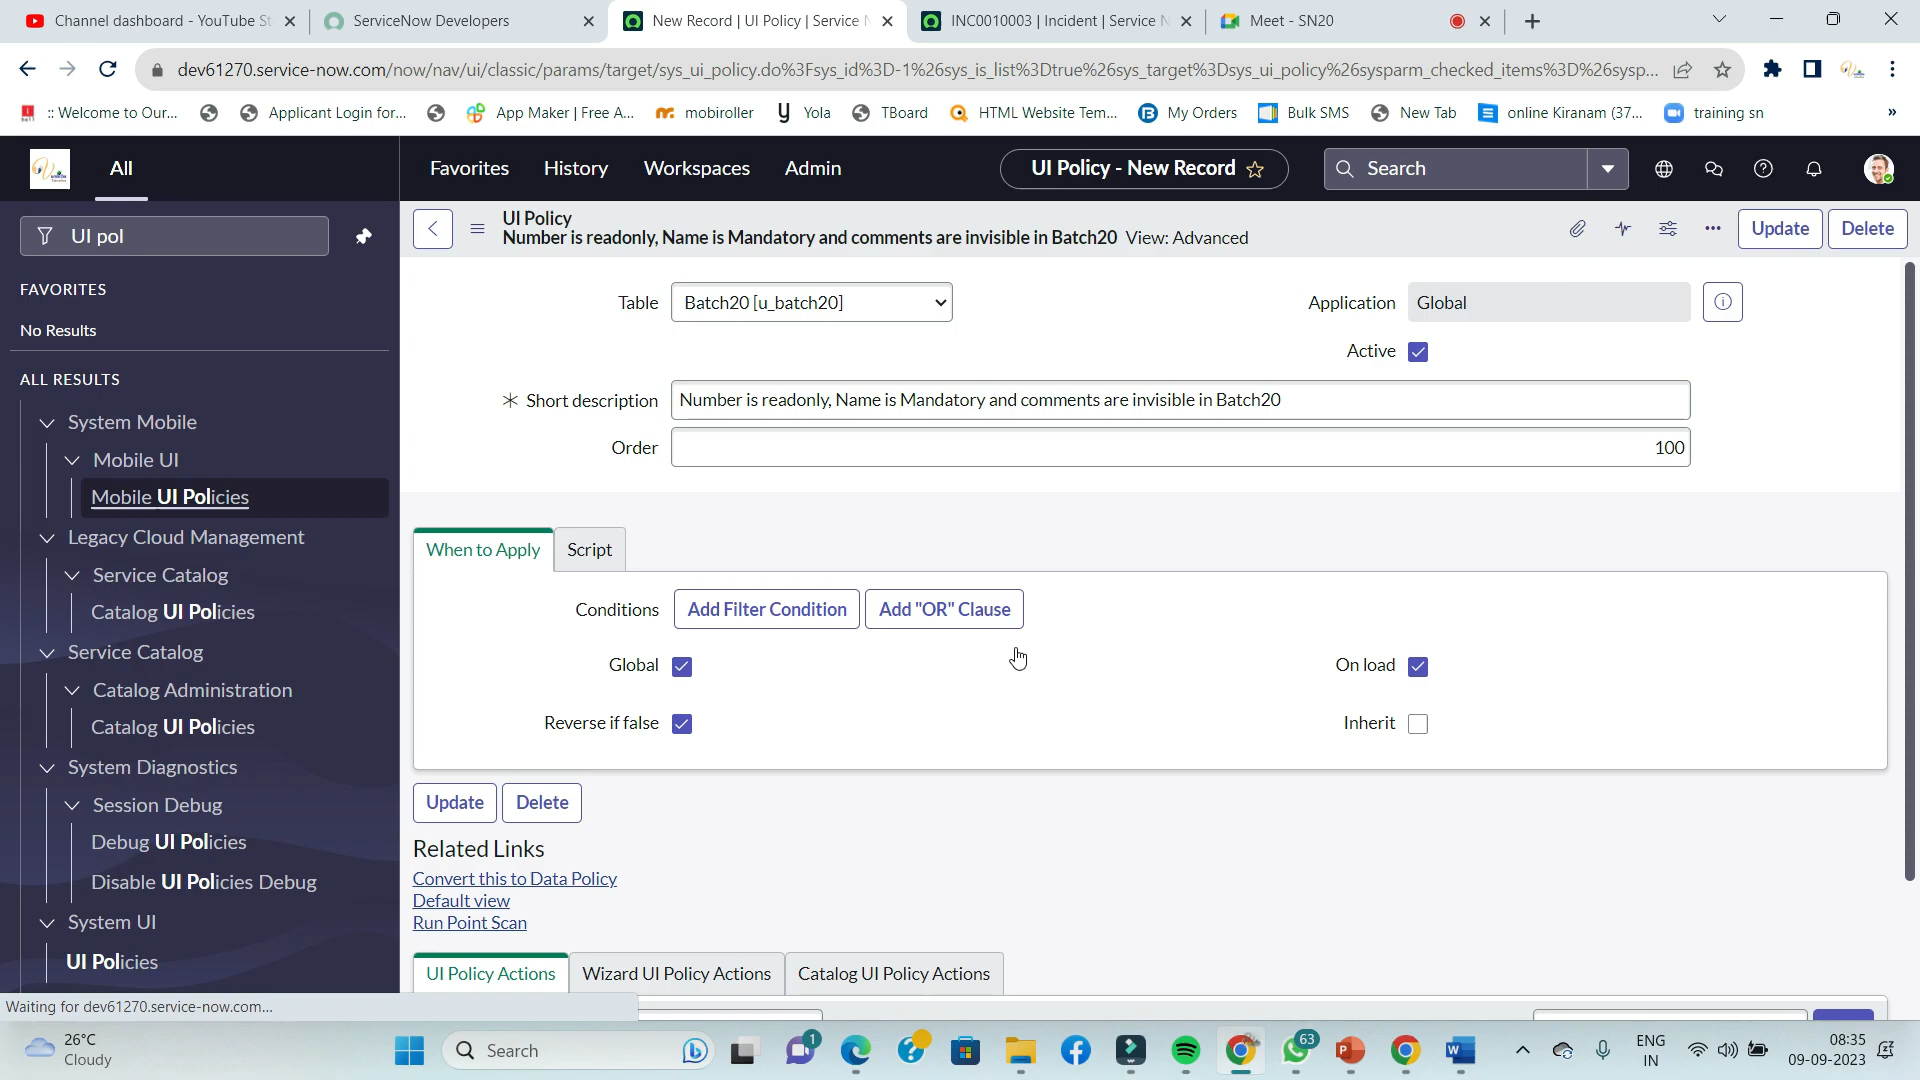 Channel dashboard - YouTube St
ServiceNow Developers
New Record | UI Policy | Service N
INC0010003 | Incident | Service N
Meet - SN20
dev61270.service-now.com/now/nav/ui/classic/params/target/sys_ui_policy.do%3Fsys_id%3D-1%26sys_is_list%3Dtrue%26sys_target%3Dsys_ui_policy%26sysparm_checked_items%3D%26sysp...
:: Welcome to Our...
Applicant Login for...
App Maker | Free A...
mobiroller
Yola
TBoard
HTML Website Tem...
My Orders
Bulk SMS
New Tab
online Kiranam (37...
training sn
»
All
Favorites
History
Workspaces
Admin
UI Policy - New Record
Search
UI pol
UI Policy
Number is readonly, Name is Mandatory and comments are invisible in Batch20 View: Advanced
Update
Delete
FAVORITES
No Results
ALL RESULTS
System Mobile
Mobile UI
Mobile UI Policies
Legacy Cloud Management
Service Catalog
Catalog UI Policies
Service Catalog
Catalog Administration
Catalog UI Policies
System Diagnostics
Session Debug
Debug UI Policies
Disable UI Policies Debug
System UI
UI Policies
Table
Batch20 [u_batch20]
Application
Global
Active
Short description
Number is readonly, Name is Mandatory and comments are invisible in Batch20
Order
100
When to Apply
Script
Conditions
Add Filter Condition
Add "OR" Clause
Global
On load
Reverse if false
Inherit
Update
Delete
Related Links
Convert this to Data Policy
Default view
Run Point Scan
UI Policy Actions
Wizard UI Policy Actions
Catalog UI Policy Actions
Waiting for dev61270.service-now.com...
26°C
Cloudy
Search
1
63
ENG
IN
08:35
09-09-2023